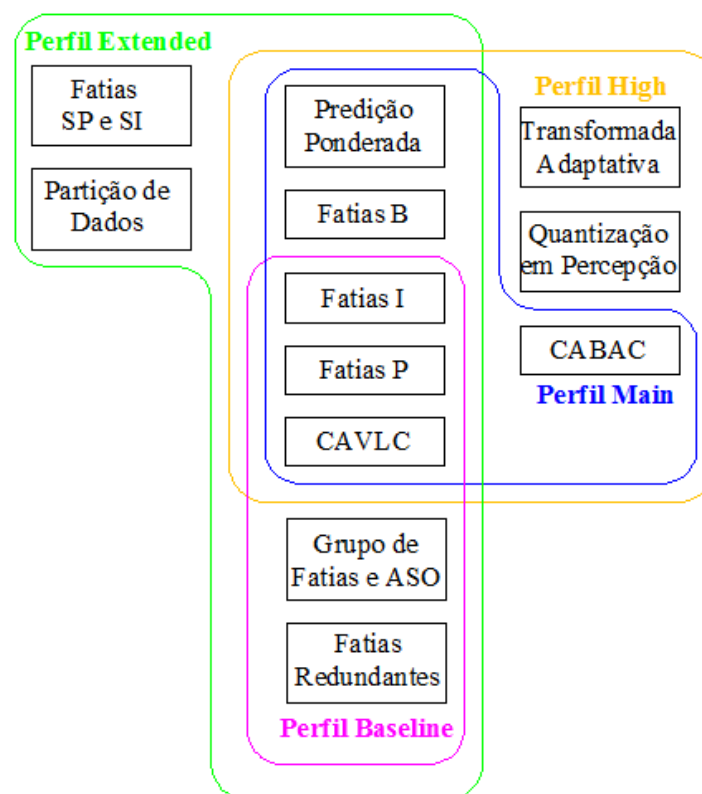 Perfil Extended
Fatias
SP e SI
Partição de
Dados
Predição
Ponderada
Fatias B
Fatias I
Fatias P
CAVLC
Grupo de
Fatias e ASO
Fatias
Redundantes
Perfil Baseline
Perfil High
Transformada
Adaptativa
Quantização
em Percepção
CABAC
Perfil Main